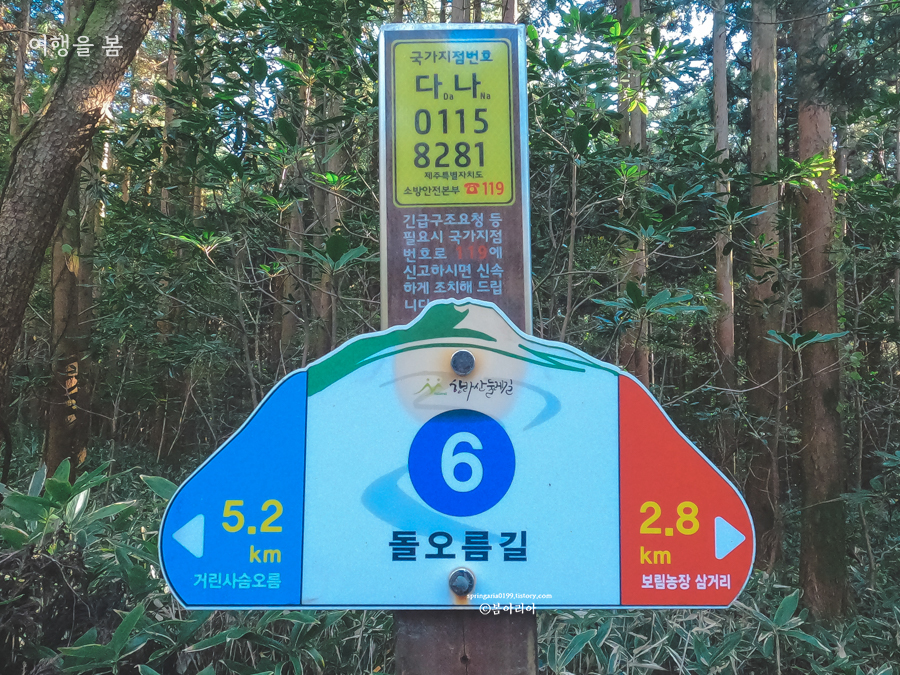 여행을 봄
국가지점번호
다 나
Da Na
0115
8281
제주특별자치도
소방안전본부 ☎119
긴급구조요청 등
필요시 국가지점
번호로 119에
신고하시면 신속
하게 조치해 드립
니다
한라산둘레길
6
돌오름길
5.2
km
거린사슴오름
2.8
km
보림농장 삼거리
springaria0199.tistory.com
©봄아리아